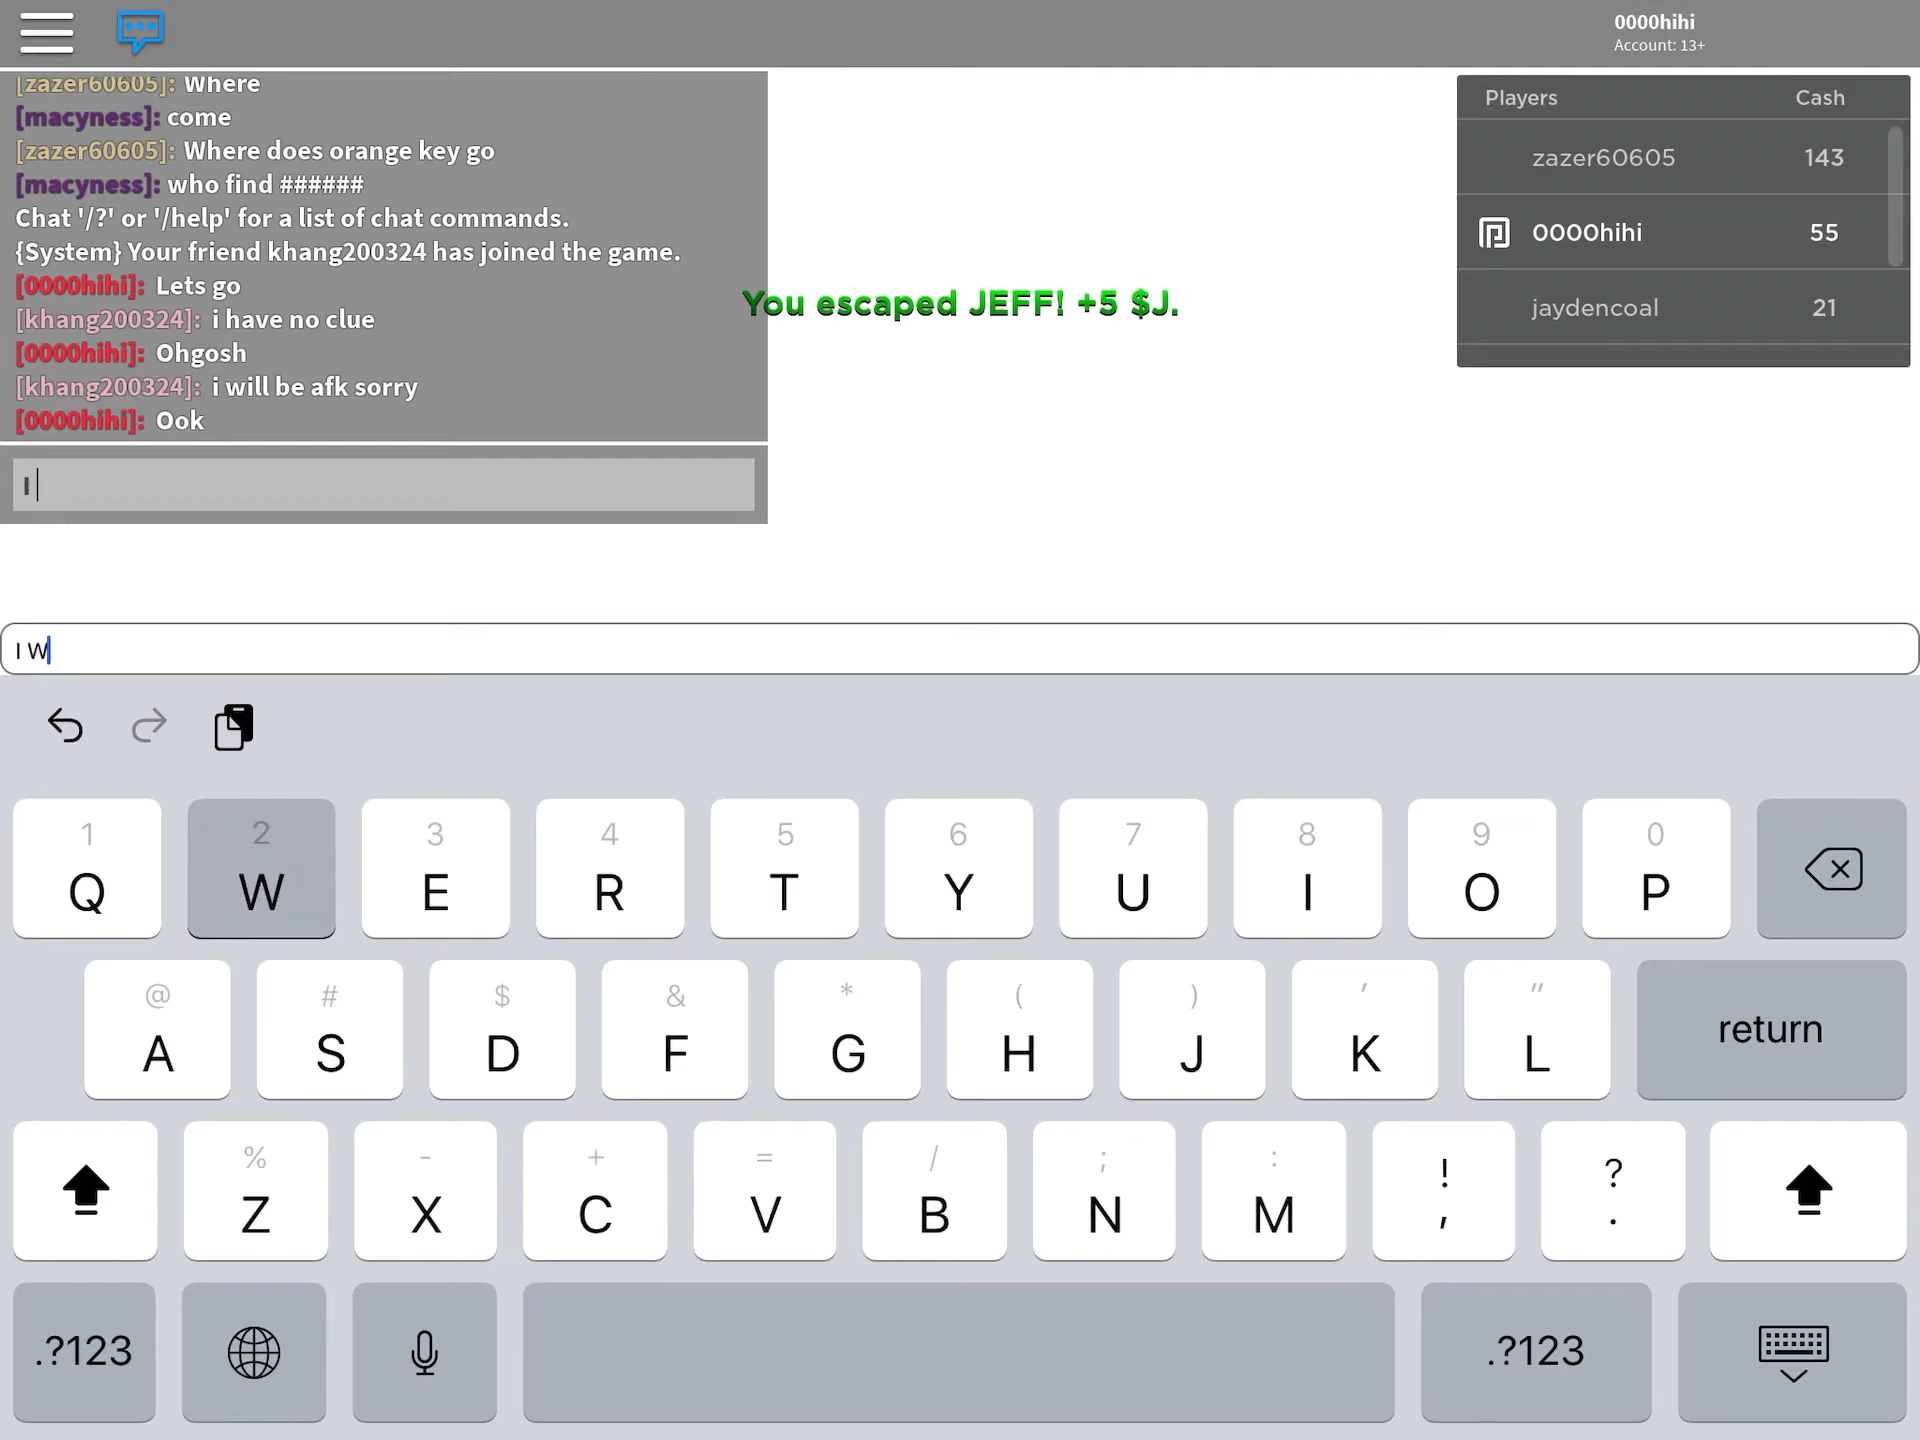 0000hihi
Account: 13+
[zazer60605]: Where
[macyness]: come
[zazer60605]: Where does orange key go
[macyness]: who find ######
Chat '/?' or '/help' for a list of chat commands.
{System} Your friend khang200324 has joined the game.
[0000hihi]: Lets go
[khang200324]: i have no clue
[0000hihi]: Ohgosh
[khang200324]: i will be afk sorry
[0000hihi]: Ook
I
Players Cash
zazer60605 143
0000hihi 55
jaydencoal 21
You escaped JEFF! +5 $J.
I W
1 2 3 4 5 6 7 8 9 0
Q W E R T Y U I O P
@ # $ & * ( ) ' "
A S D F G H J K L return
% - + = / ; : ! ?
Z X C V B N M , .
.?123 .?123